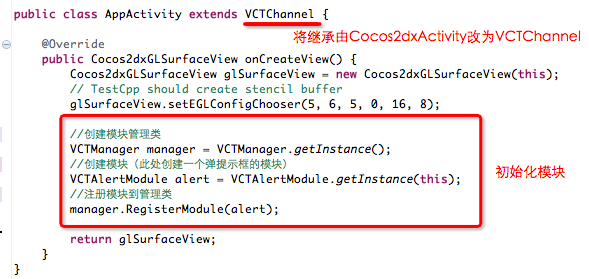 public class AppActivity extends VCTChannel {
将继承由Cocos2dxActivity改为VCTChannel
@Override
public Cocos2dxGLSurfaceView onCreateView() {
Cocos2dxGLSurfaceView glSurfaceView = new Cocos2dxGLSurfaceView(this);
// TestCpp should create stencil buffer
glSurfaceView.setEGLConfigChooser(5, 6, 5, 0, 16, 8);
//创建模块管理类
VCTManager manager = VCTManager.getInstance();
//创建模块（此处创建一个弹提示框的模块）
VCTAlertModule alert = VCTAlertModule.getInstance(this);
初始化模块
//注册模块到管理类
manager.RegisterModule(alert);
return glSurfaceView;
}
}